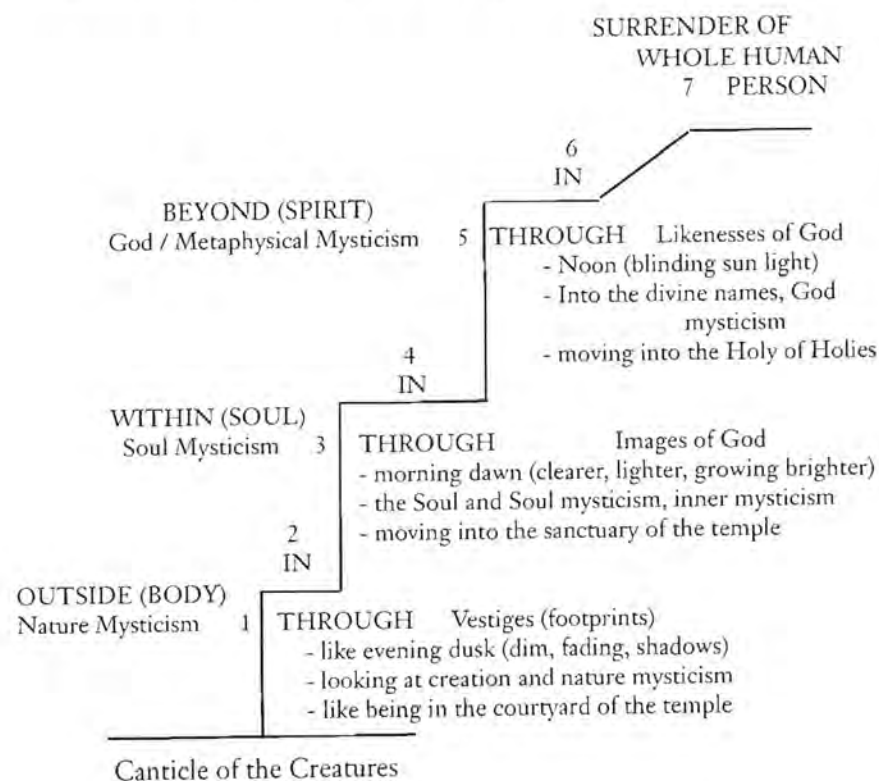 SURRENDER OF
WHOLE HUMAN
7 PERSON
6
IN
BEYOND (SPIRIT)
God / Metaphysical Mysticism 5 THROUGH Likenesses of God
- Noon (blinding sun light)
- Into the divine names, God
mysticism
- moving into the Holy of Holies
4
IN
WITHIN (SOUL)
Soul Mysticism 3 THROUGH Images of God
- morning dawn (clearer, lighter, growing brighter)
- the Soul and Soul mysticism, inner mysticism
- moving into the sanctuary of the temple
2
IN
OUTSIDE (BODY)
Nature Mysticism 1 THROUGH Vestiges (footprints)
- like evening dusk (dim, fading, shadows)
- looking at creation and nature mysticism
- like being in the courtyard of the temple
Canticle of the Creatures